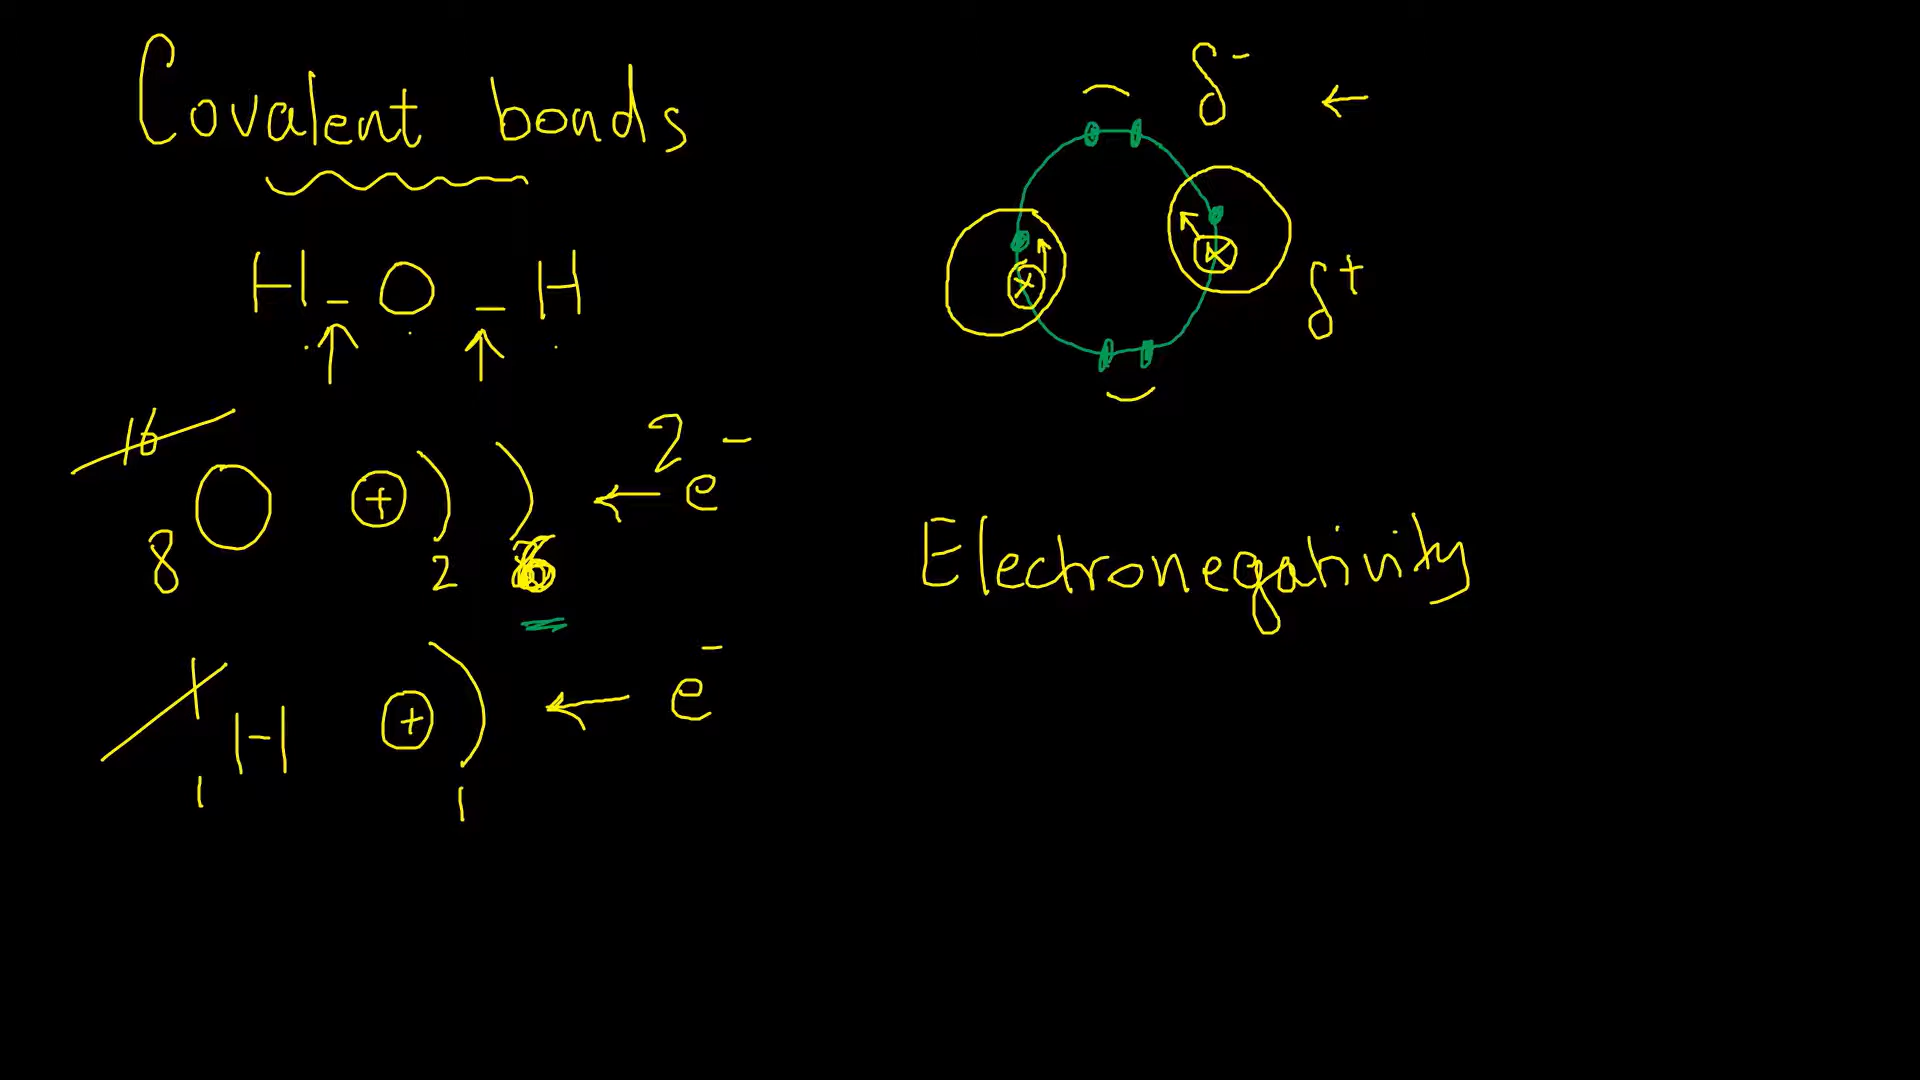 Covalent bonds
H - O - H
16
8 O + ) ) ← 2e⁻
2 6
1
1 H + ) ← e⁻
1
δ⁻ ←
δ⁺
Electronegativity